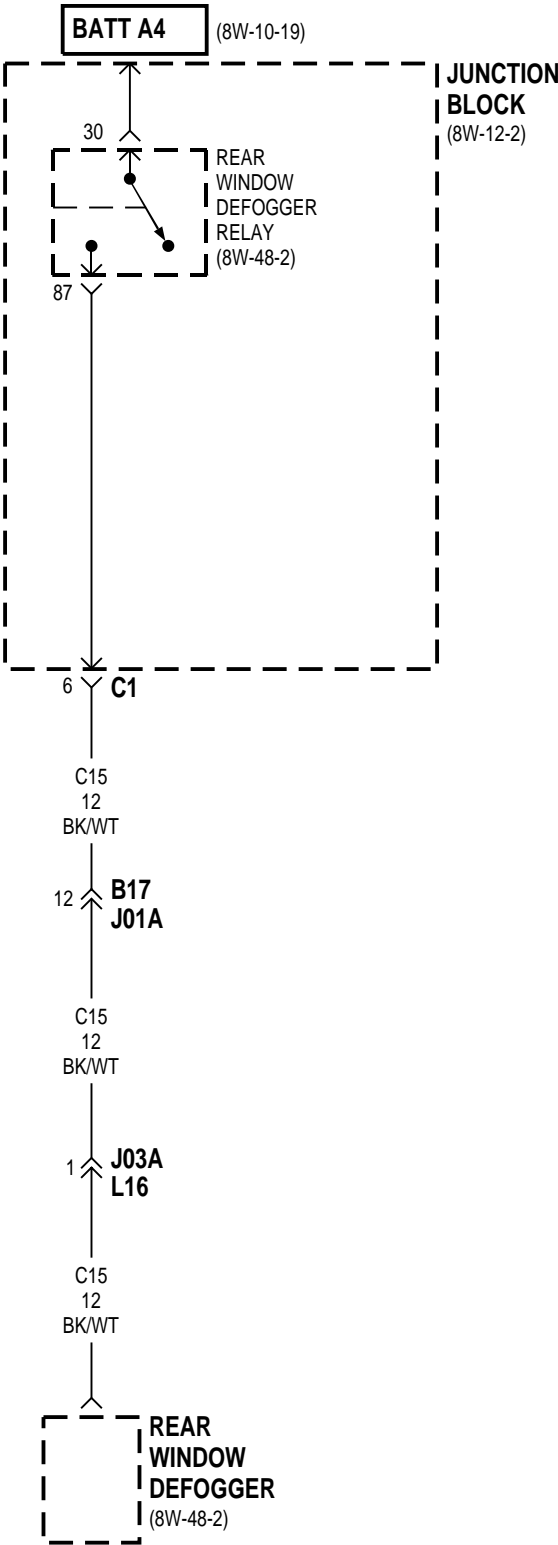 BATT A4 (8W-10-19)
JUNCTION
BLOCK
(8W-12-2)
30
REAR
WINDOW
DEFOGGER
RELAY
(8W-48-2)
87
6 C1
C15
12
BK/WT
12 B17
J01A
C15
12
BK/WT
1 J03A
L16
C15
12
BK/WT
REAR
WINDOW
DEFOGGER
(8W-48-2)